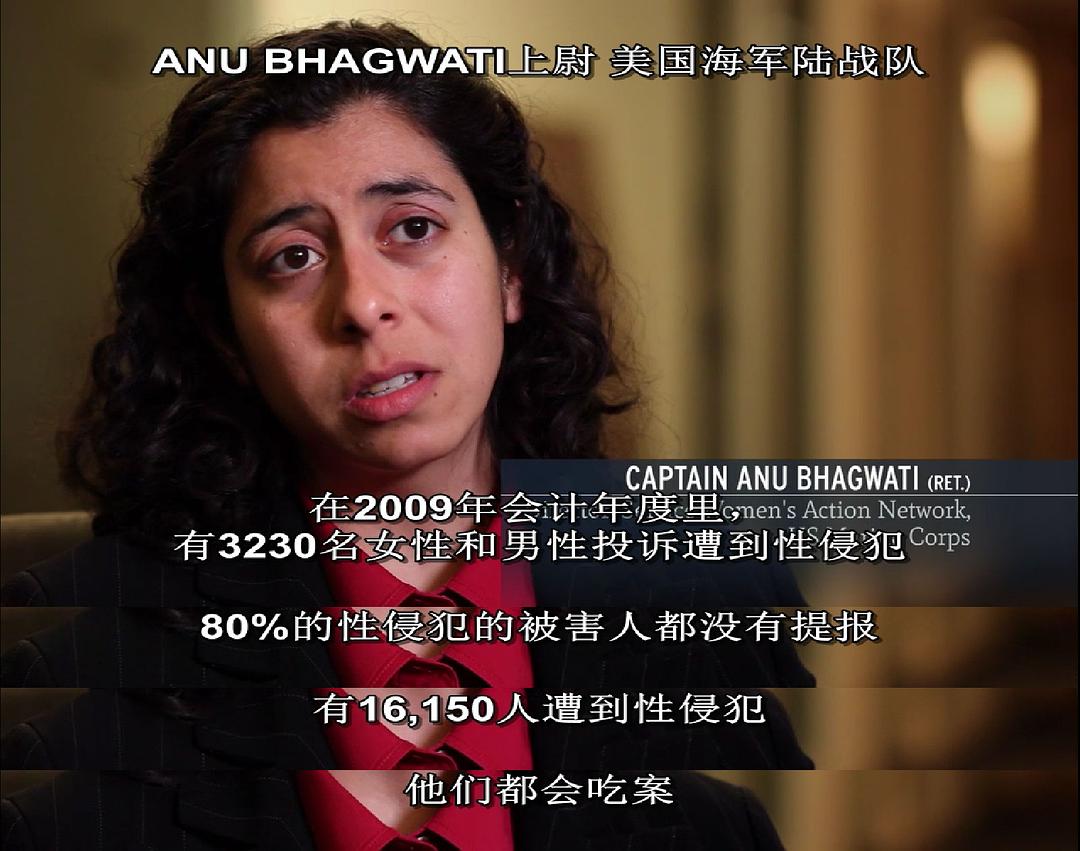 ANU BHAGWATI上尉 美国海军陆战队
CAPTAIN ANU BHAGWATI (RET.)
在2009年会计年度里，
Women's Action Network,
有3230名女性和男性投诉遭到性侵犯
Corps
80%的性侵犯的被害人都没有提报
有16,150人遭到性侵犯
他们都会吃案